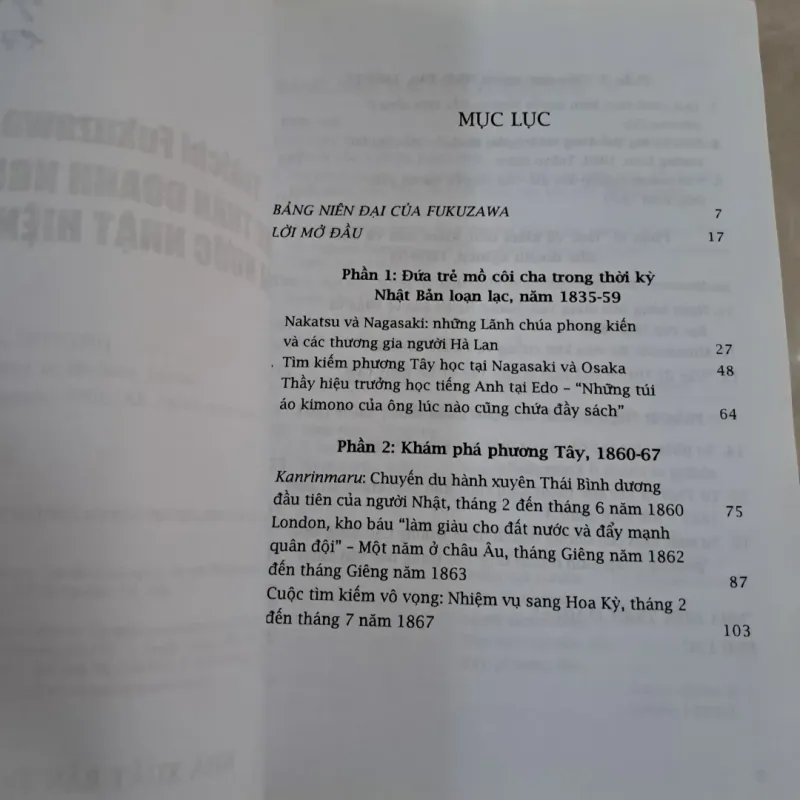 MỤC LỤC
BẢNG NIÊN ĐẠI CỦA FUKUZAWA 7
LỜI MỞ ĐẦU 17
Phần 1: Đứa trẻ mồ côi cha trong thời kỳ
Nhật Bản loạn lạc, năm 1835-59
Nakatsu và Nagasaki: những Lãnh chúa phong kiến
và các thương gia người Hà Lan 27
Tìm kiếm phương Tây học tại Nagasaki và Osaka 48
Thầy hiệu trưởng học tiếng Anh tại Edo – “Những túi
áo kimono của ông lúc nào cũng chứa đầy sách” 64
Phần 2: Khám phá phương Tây, 1860-67
Kanrinmaru: Chuyến du hành xuyên Thái Bình dương
đầu tiên của người Nhật, tháng 2 đến tháng 6 năm 1860 75
London, kho báu “làm giàu cho đất nước và đẩy mạnh
quân đội” – Một năm ở châu Âu, tháng Giêng năm 1862
đến tháng Giêng năm 1863 87
Cuộc tìm kiếm vô vọng: Nhiệm vụ sang Hoa Kỳ, tháng 2
đến tháng 7 năm 1867 103